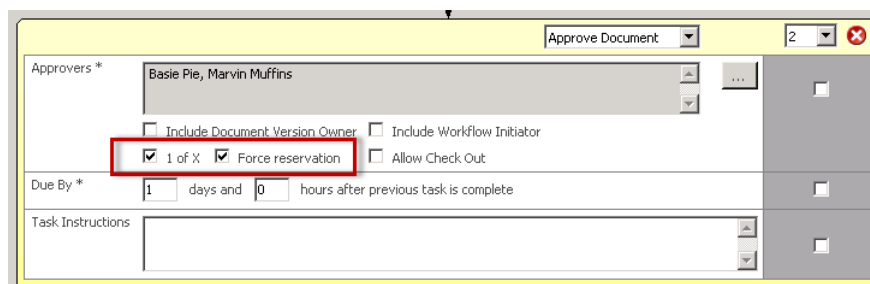 Approve Document 2
Approvers * Basie Pie, Marvin Muffins ...
Include Document Version Owner Include Workflow Initiator
1 of X Force reservation Allow Check Out
Due By * 1 days and 0 hours after previous task is complete
Task Instructions